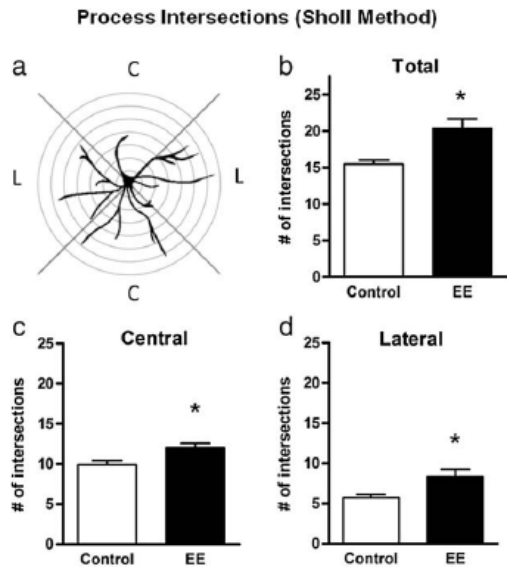 Process Intersections (Sholl Method)
a
C
L
L
C
b
Total
# of intersections
25
20
15
10
5
0
*
Control
EE
c
Central
# of intersections
25
20
15
10
5
0
*
Control
EE
d
Lateral
# of intersections
25
20
15
10
5
0
*
Control
EE